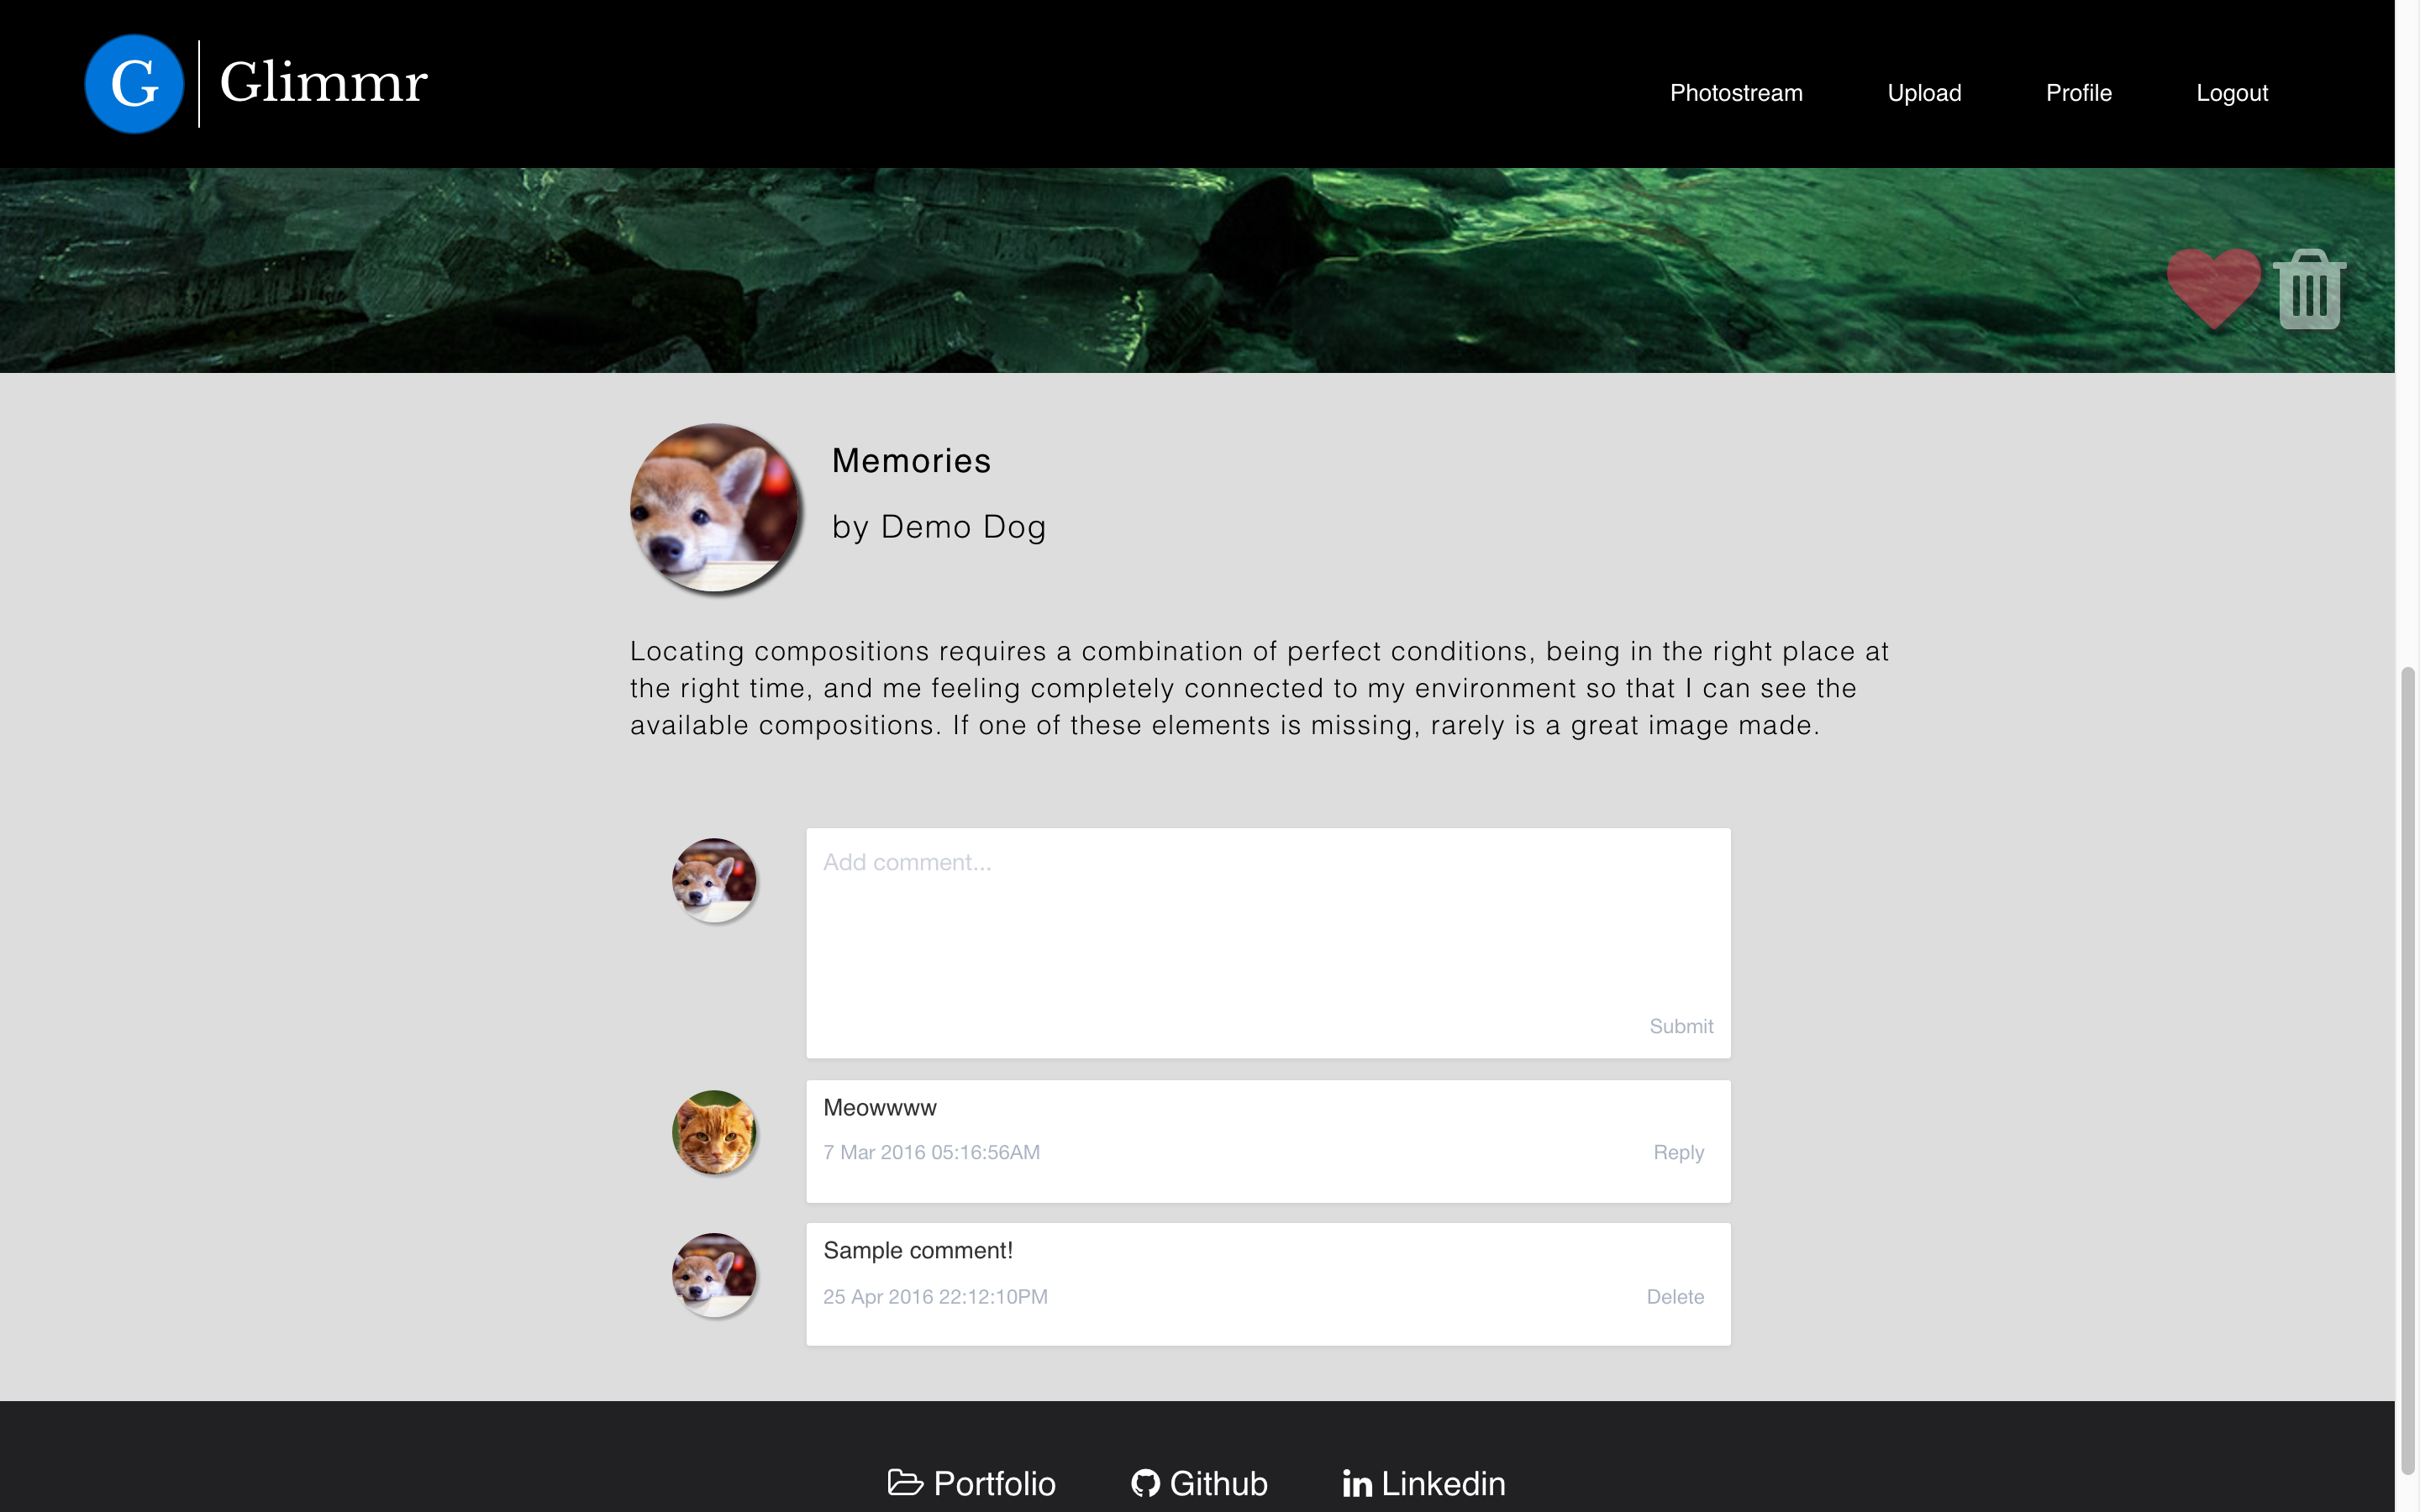 G Glimmr
Photostream Upload Profile Logout
Memories
by Demo Dog
Locating compositions requires a combination of perfect conditions, being in the right place at
the right time, and me feeling completely connected to my environment so that I can see the
available compositions. If one of these elements is missing, rarely is a great image made.
Add comment...
Submit
Meowwww
7 Mar 2016 05:16:56AM
Reply
Sample comment!
25 Apr 2016 22:12:10PM
Delete
Portfolio Github in Linkedin